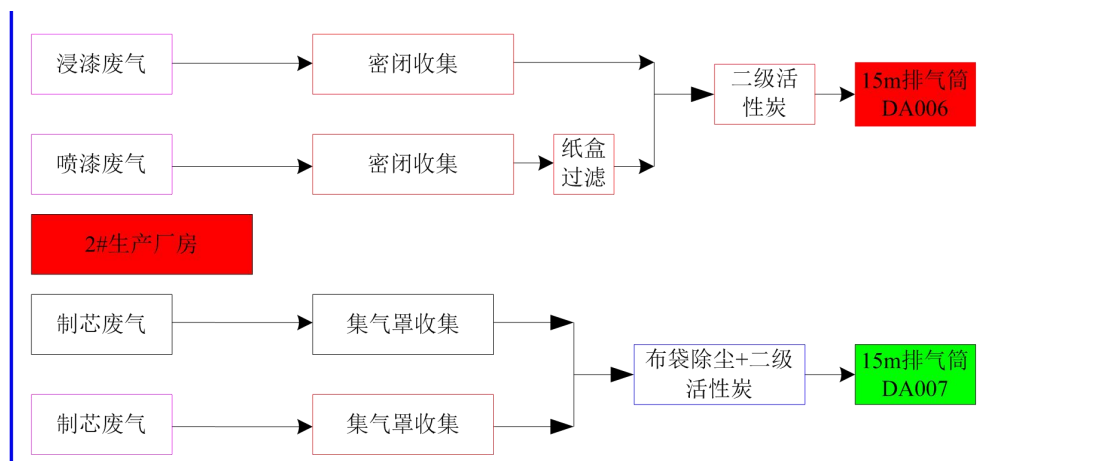 浸漆废气
密闭收集
二级活
性炭
15m排气筒
DA006
喷漆废气
密闭收集
纸盒
过滤
2#生产厂房
制芯废气
集气罩收集
布袋除尘+二级
活性炭
15m排气筒
DA007
制芯废气
集气罩收集